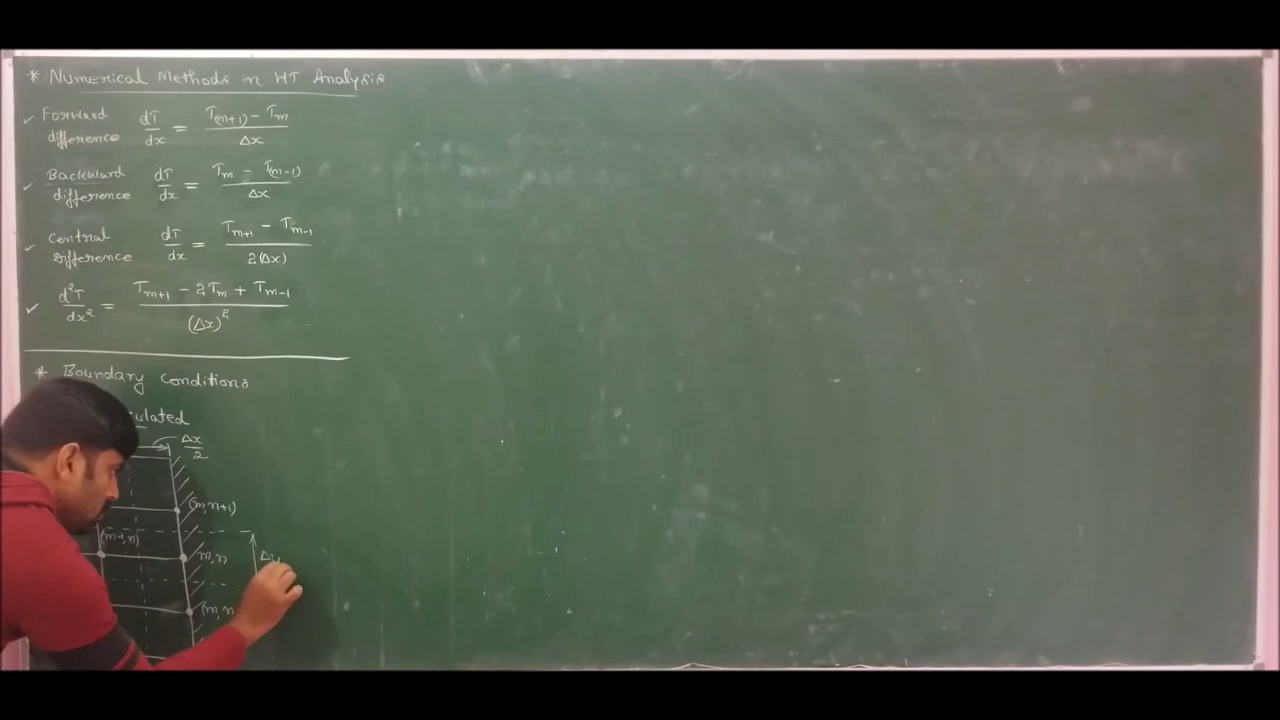 * Numerical Methods in HT Analysis
✓ Forward difference dT/dx = (T(m+1) - Tm)/Δx
✓ Backward difference dT/dx = (Tm - T(m-1))/Δx
✓ Central difference dT/dx = (Tm+1 - Tm-1)/2(Δx)
✓ d²T/dx² = (Tm+1 - 2Tm + Tm-1)/(Δx)²
* Boundary Conditions
Δx/2
(m,n+1)
(m-1,n)
m,n
Δy